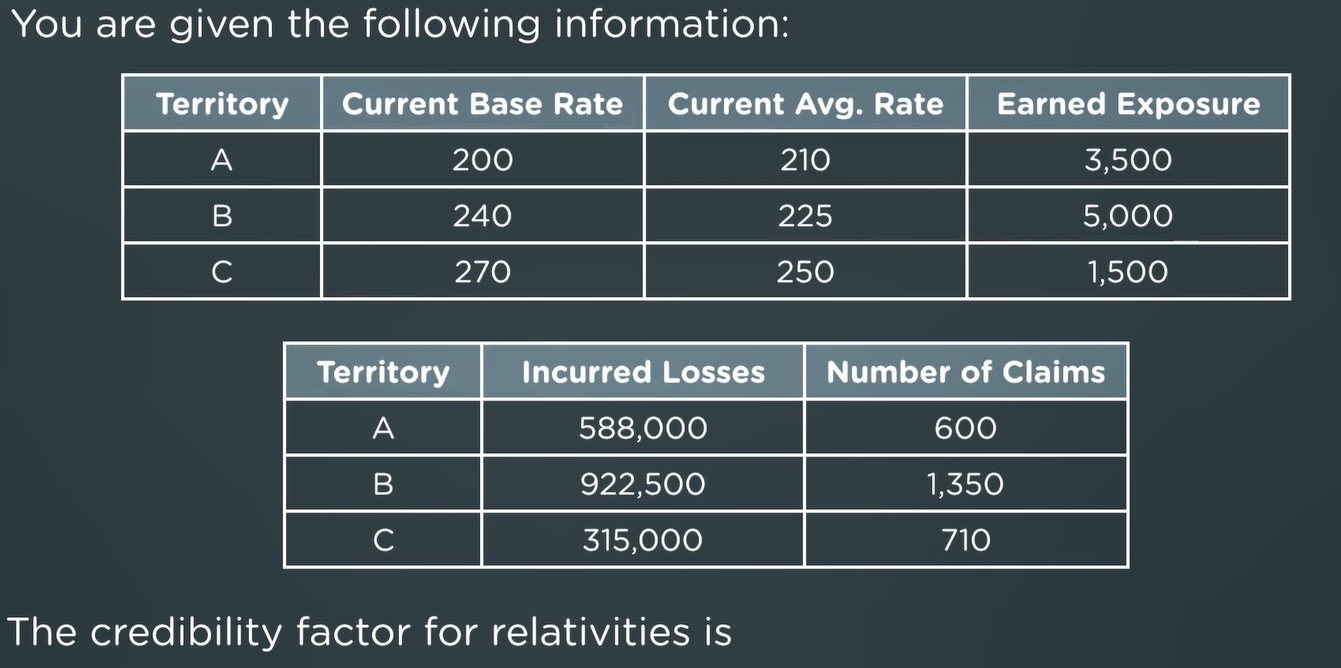 You are given the following information:
Territory Current Base Rate Current Avg. Rate Earned Exposure
A 200 210 3,500
B 240 225 5,000
C 270 250 1,500
Territory Incurred Losses Number of Claims
A 588,000 600
B 922,500 1,350
C 315,000 710
The credibility factor for relativities is